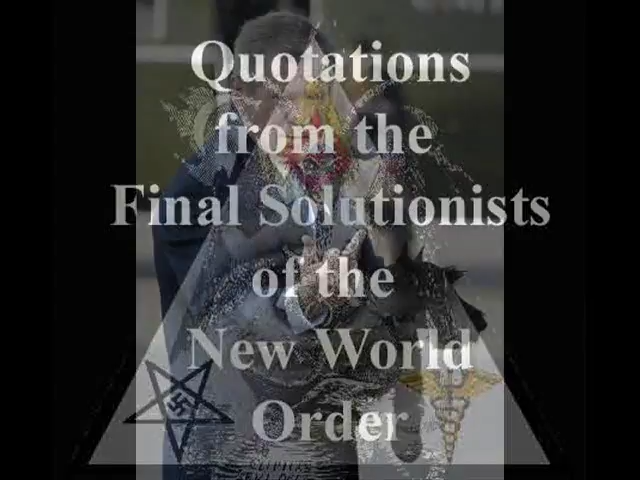 Quotations
from the
Final Solutionists
of the
New World
Order